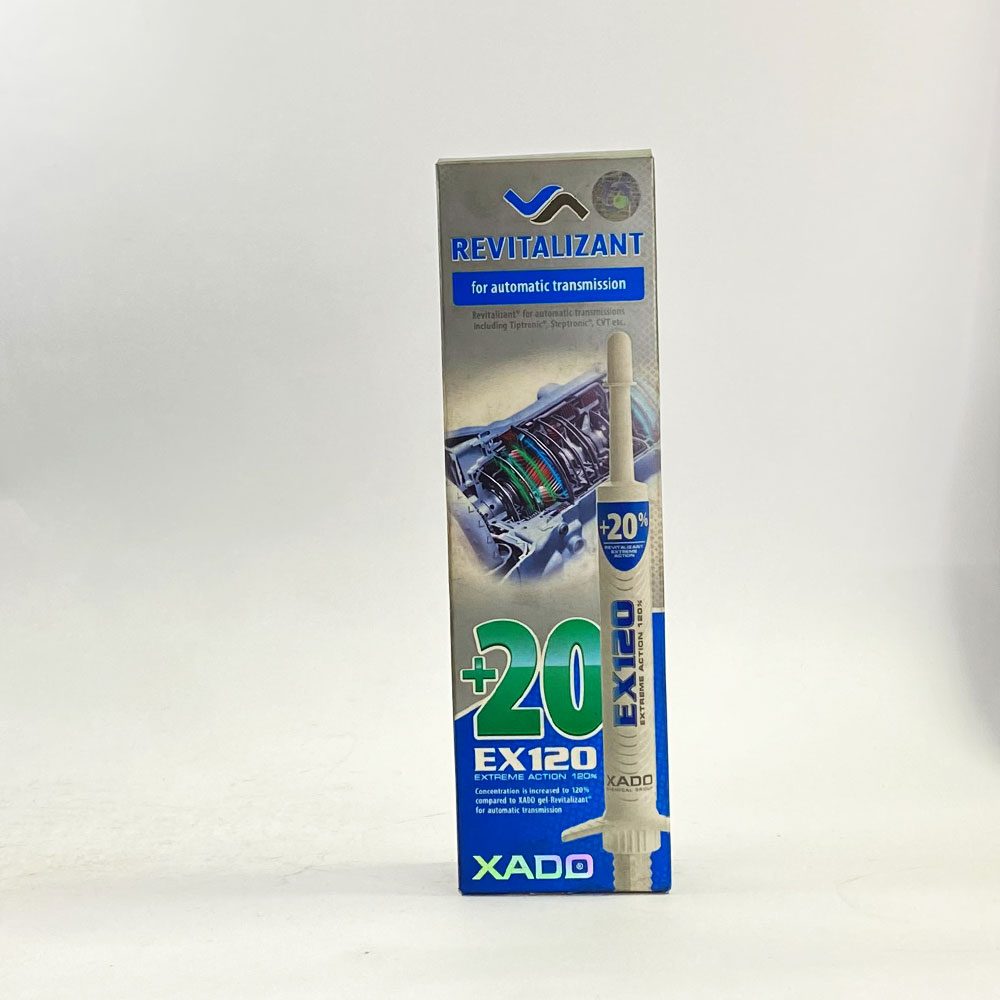 REVITALIZANT
for automatic transmission
Revitalizant® for automatic transmissions
including Tiptronic®, Steptronic®, CVT etc.
+20%
REVITALIZANT
EXTREME
ACTION
EX120
EXTREME ACTION 120%
+20
EX120
EXTREME ACTION 120%
Concentration is increased to 120%
compared to XADO gel-Revitalizant®
for automatic transmission
XADO
CHEMICAL GROUP
XADO®